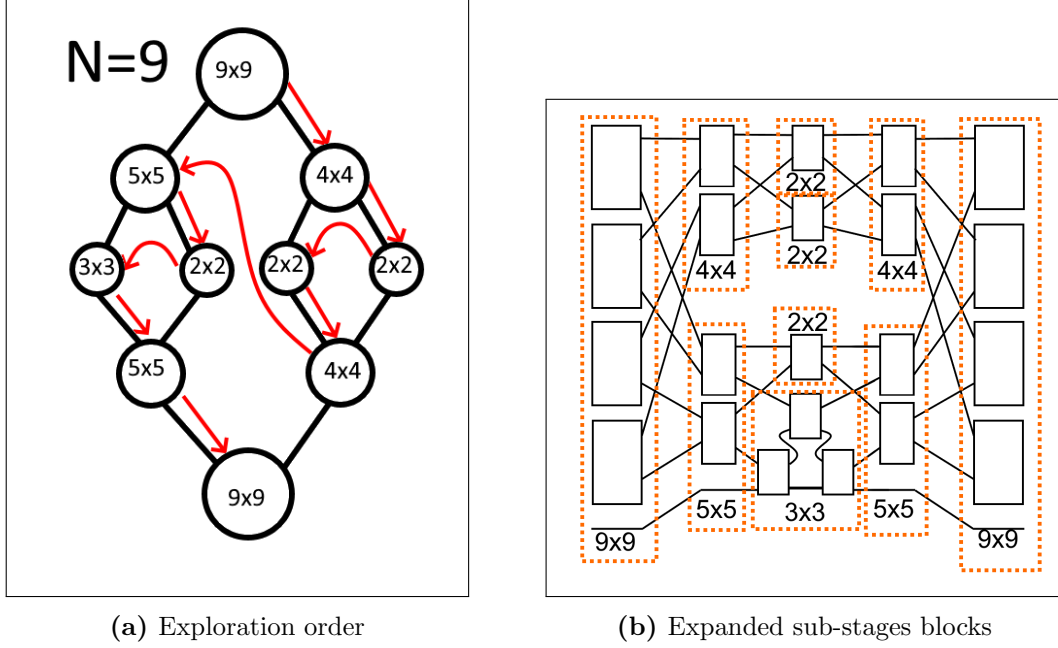 N=9
9x9
5x5
4x4
3x3
2x2
2x2
2x2
5x5
4x4
9x9
(a) Exploration order
2x2
2x2
4x4
4x4
2x2
5x5
3x3
5x5
9x9
9x9
(b) Expanded sub-stages blocks